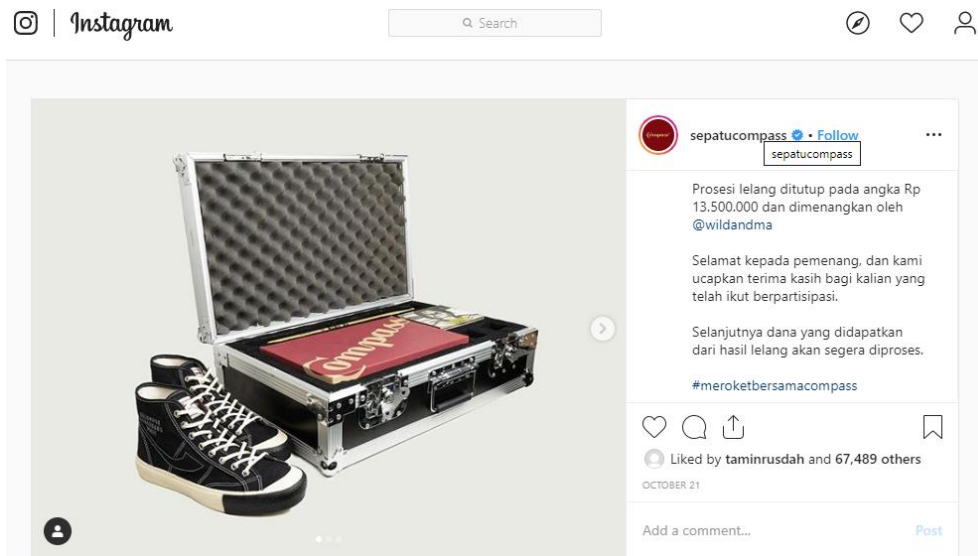 Instagram
Search
sepatucompass • Follow
sepatucompass
Prosesi lelang ditutup pada angka Rp
13.500.000 dan dimenangkan oleh
@wildandma
Selamat kepada pemenang, dan kami
ucapkan terima kasih bagi kalian yang
telah ikut berpartisipasi.
Selanjutnya dana yang didapatkan
dari hasil lelang akan segera diproses.
#meroketbersamacompass
Compass
Liked by taminrusdah and 67,489 others
OCTOBER 21
Add a comment... Post